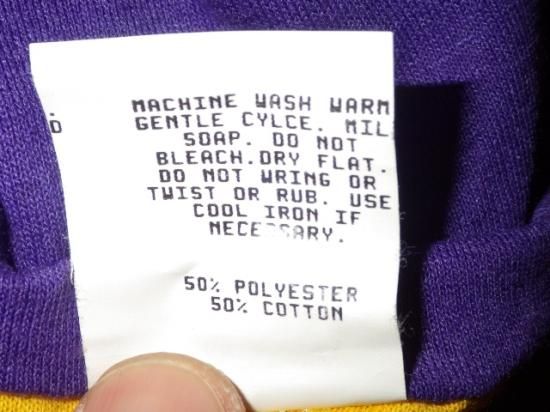 MACHINE WASH WARM
GENTLE CYLCE. MIL
SOAP. DO NOT
BLEACH.DRY FLAT.
DO NOT WRING OR
TWIST OR RUB. USE
COOL IRON IF
NECESSARY.
50% POLYESTER
50% COTTON